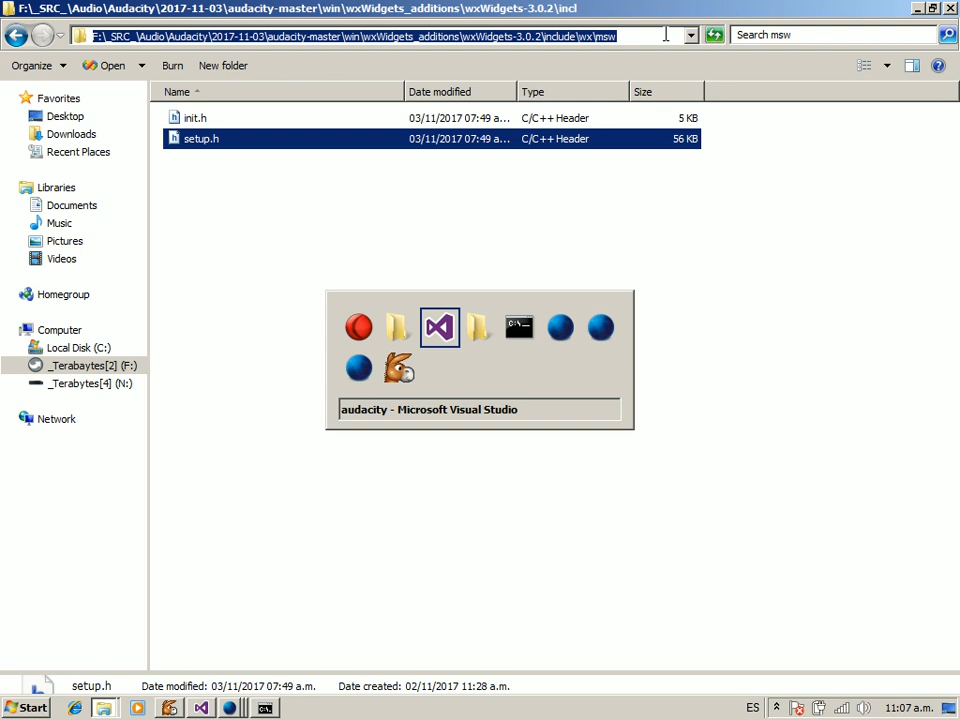 F:\_SRC_\Audio\Audacity\2017-11-03\audacity-master\win\wxWidgets_additions\wxWidgets-3.0.2\incl
F:\_SRC_\Audio\Audacity\2017-11-03\audacity-master\win\wxWidgets_additions\wxWidgets-3.0.2\include\wx\msw
Search msw
Organize Open Burn New folder
Name Date modified Type Size
Favorites
Desktop
Downloads
Recent Places
Libraries
Documents
Music
Pictures
Videos
Homegroup
Computer
Local Disk (C:)
_Terabaytes[2] (F:)
_Terabytes[4] (N:)
Network
init.h 03/11/2017 07:49 a... C/C++ Header 5 KB
setup.h 03/11/2017 07:49 a... C/C++ Header 56 KB
C:\_
audacity - Microsoft Visual Studio
setup.h Date modified: 03/11/2017 07:49 a.m. Date created: 02/11/2017 11:28 a.m.
Start ES 11:07 a.m.